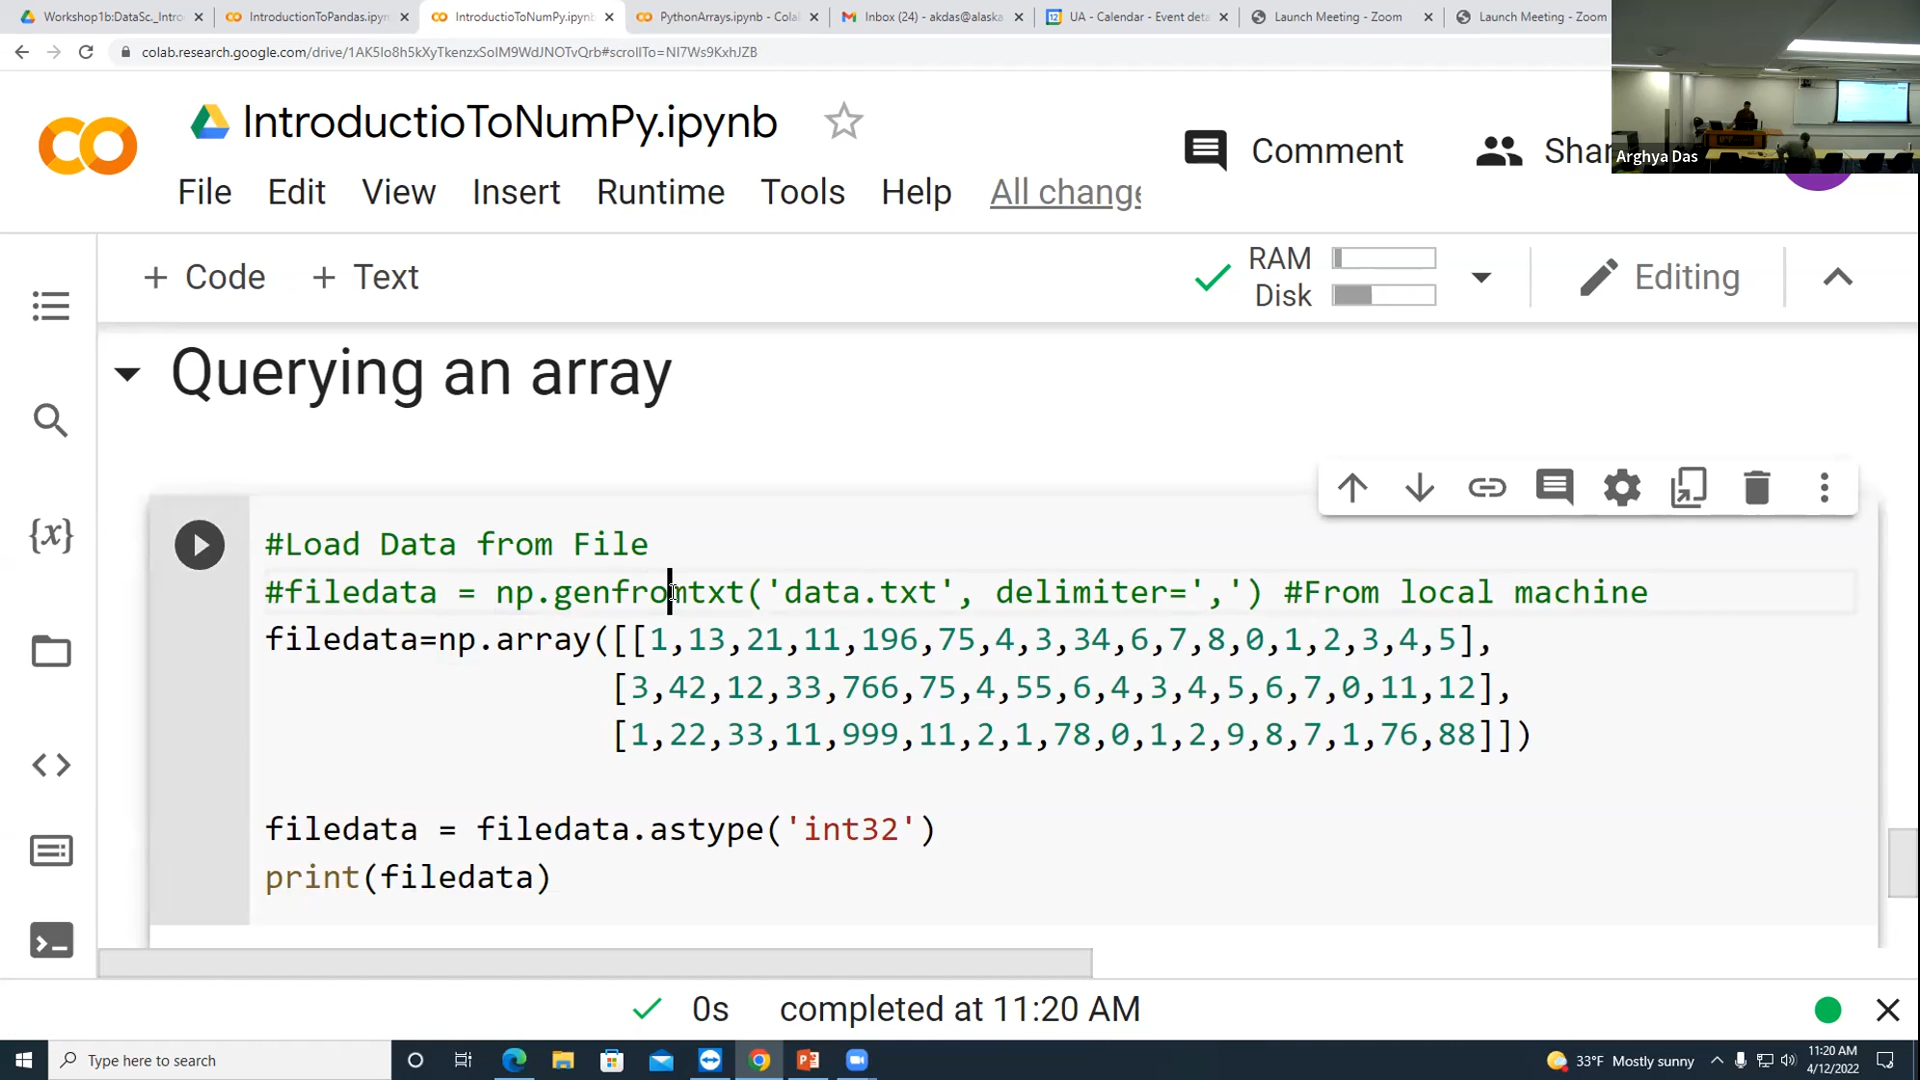 Workshop1b:DataSc._Intro
IntroductionToPandas.ipyn
IntroductioToNumPy.ipynb
PythonArrays.ipynb - Cola
Inbox (24) - akdas@alaska
UA - Calendar - Event deta
Launch Meeting - Zoom
Launch Meeting - Zoom
colab.research.google.com/drive/1AK5Io8h5kXyTkenzxSoIM9WdJNOTvQrb#scrollTo=NI7Ws9KxhJZB
IntroductioToNumPy.ipynb
Comment
Shar
Arghya Das
File Edit View Insert Runtime Tools Help All change
+ Code + Text
RAM
Disk
Editing
Querying an array
#Load Data from File
#filedata = np.genfromtxt('data.txt', delimiter=',') #From local machine
filedata=np.array([[1,13,21,11,196,75,4,3,34,6,7,8,0,1,2,3,4,5],
[3,42,12,33,766,75,4,55,6,4,3,4,5,6,7,0,11,12],
[1,22,33,11,999,11,2,1,78,0,1,2,9,8,7,1,76,88]])
filedata = filedata.astype('int32')
print(filedata)
0s completed at 11:20 AM
Type here to search
33°F Mostly sunny
11:20 AM
4/12/2022